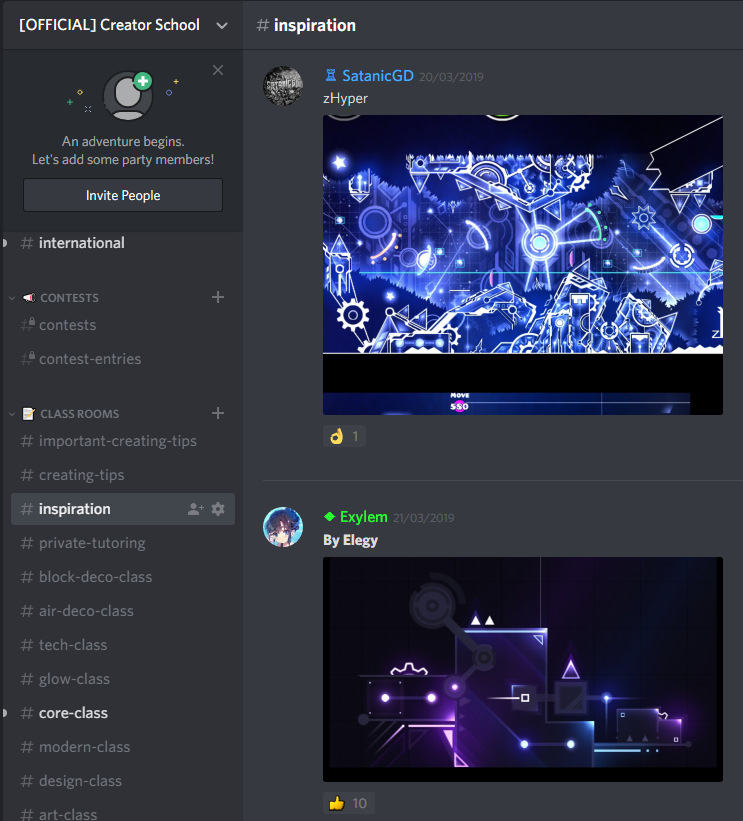 [OFFICIAL] Creator School
An adventure begins.
Let's add some party members!
Invite People
# international
CONTESTS
# contests
# contest-entries
CLASS ROOMS
# important-creating-tips
# creating-tips
# inspiration
# private-tutoring
# block-deco-class
# air-deco-class
# tech-class
# glow-class
# core-class
# modern-class
# design-class
# art-class
# inspiration
SatanicGD 20/03/2019
zHyper
Move
550
1
Exylem 21/03/2019
By Elegy
10